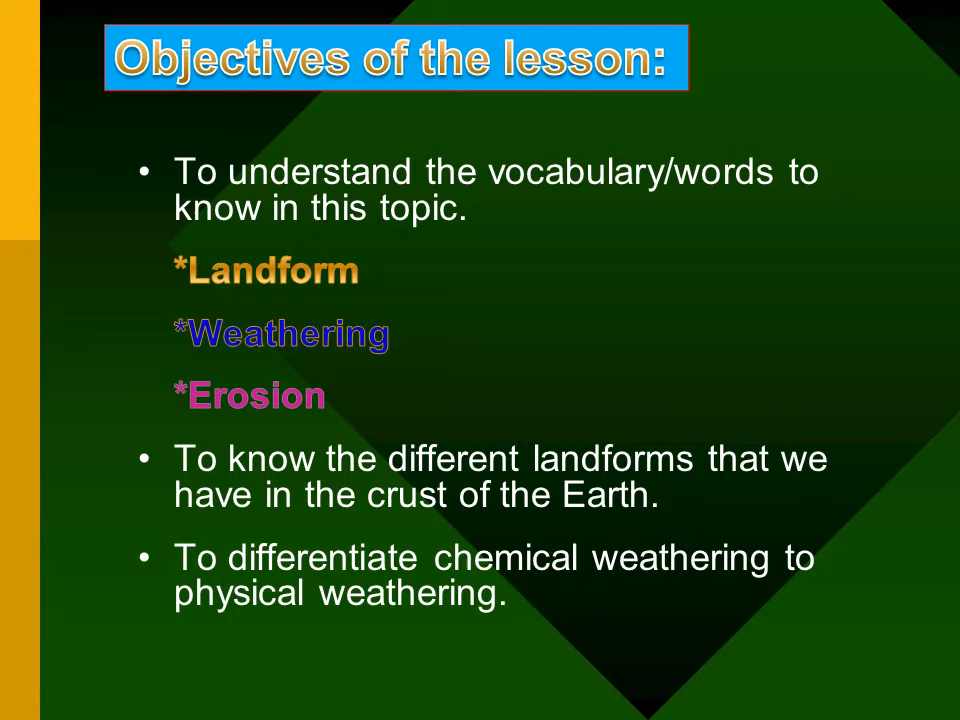 Objectives of the lesson:
• To understand the vocabulary/words to
know in this topic.
*Landform
*Weathering
*Erosion
• To know the different landforms that we
have in the crust of the Earth.
• To differentiate chemical weathering to
physical weathering.